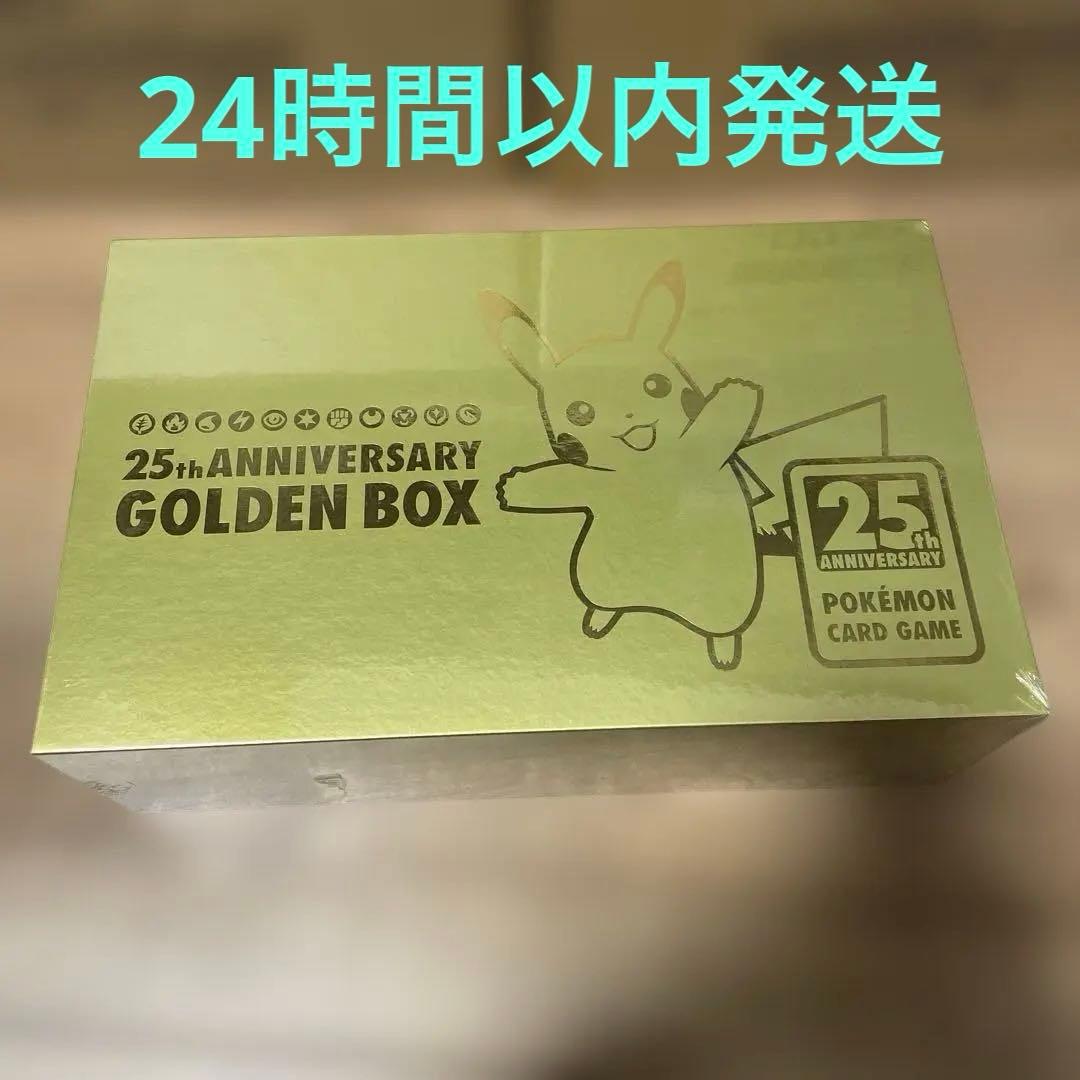 24時間以内発送
25th ANNIVERSARY
GOLDEN BOX
25th
ANNIVERSARY
POKÉMON
CARD GAME